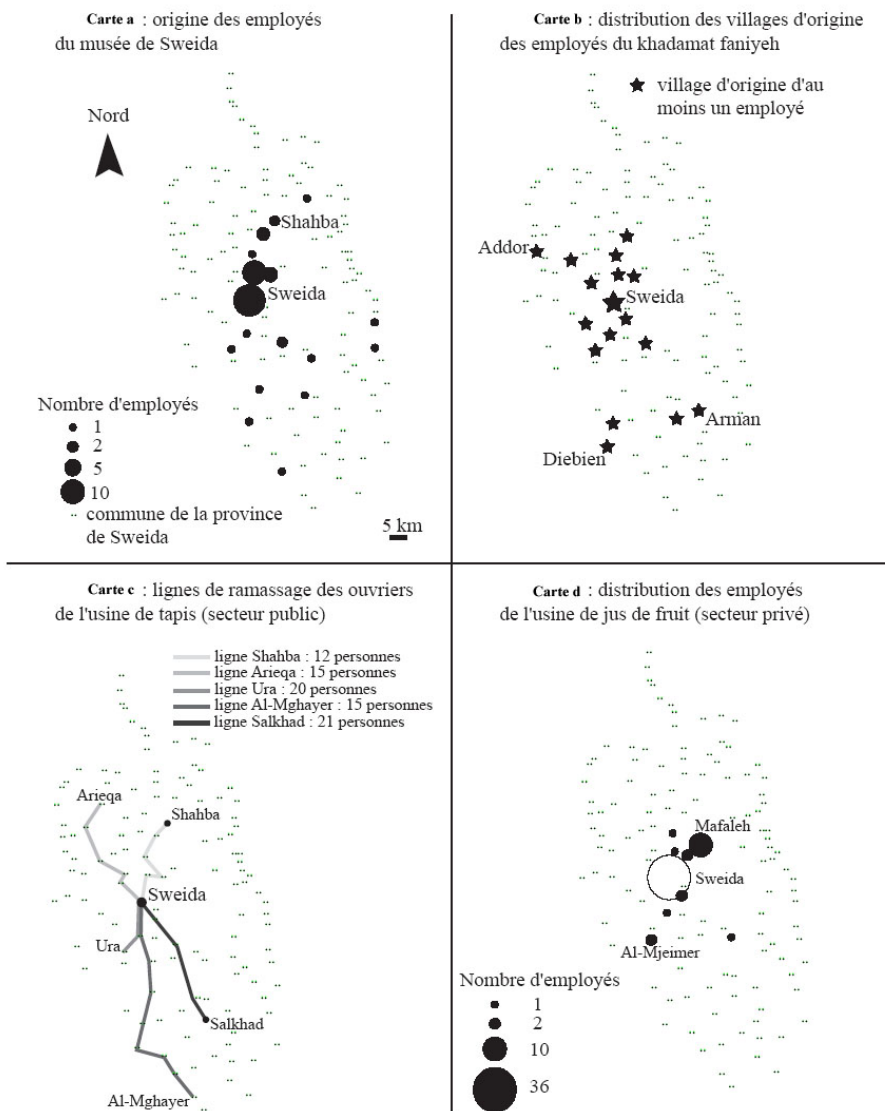 Carte a : origine des employés
du musée de Sweida
Nord
Shahba
Sweida
Nombre d'employés
1
2
5
10
commune de la province
de Sweida
5 km
Carte b : distribution des villages d'origine
des employés du khadamat faniyeh
village d'origine d'au
moins un employé
Addor
Sweida
Arman
Diebien
Carte c : lignes de ramassage des ouvriers
de l'usine de tapis (secteur public)
ligne Shahba : 12 personnes
ligne Arieqa : 15 personnes
ligne Ura : 20 personnes
ligne Al-Mghayer : 15 personnes
ligne Salkhad : 21 personnes
Arieqa
Shahba
Sweida
Ura
Salkhad
Al-Mghayer
Carte d : distribution des employés
de l'usine de jus de fruit (secteur privé)
Mafaleh
Sweida
Al-Mjeimer
Nombre d'employés
1
2
10
36